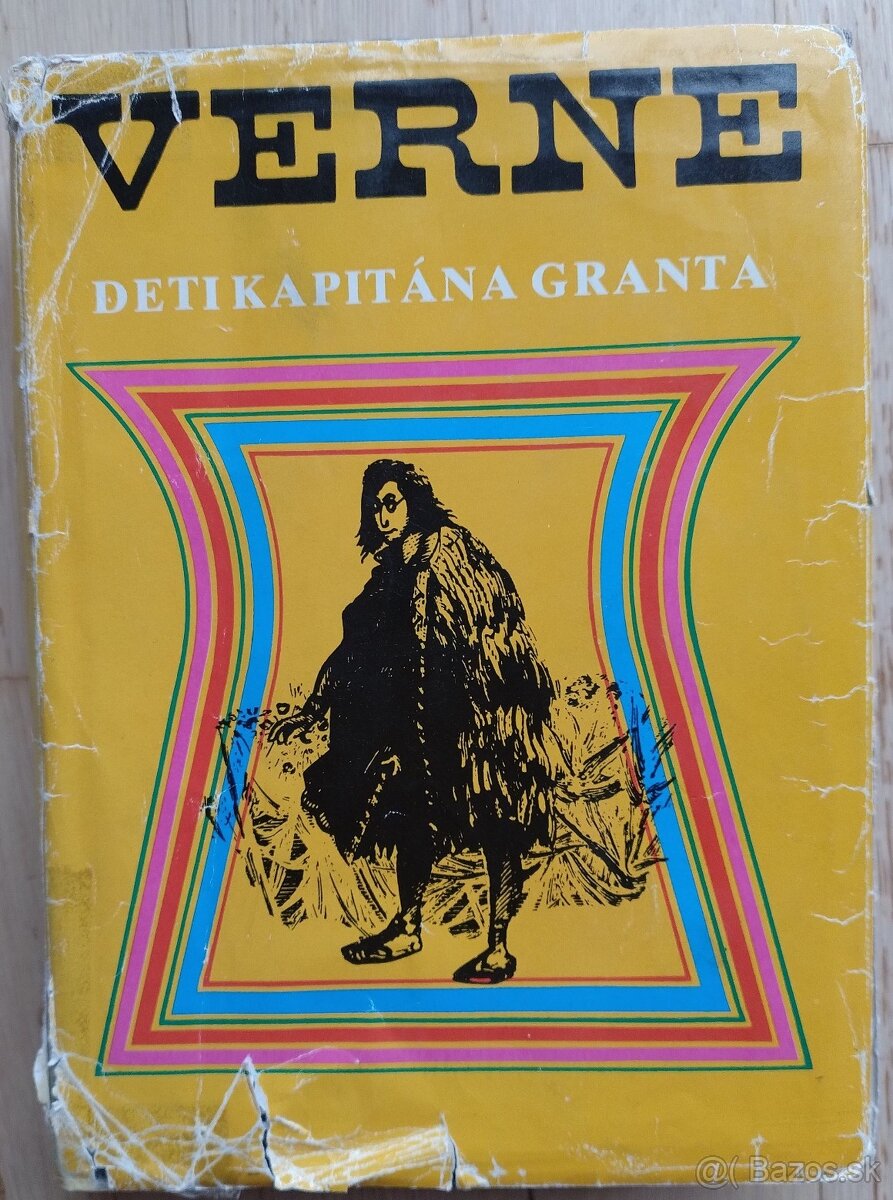 VERNE
DETI KAPITÁNA GRANTA
@( Bazos.sk